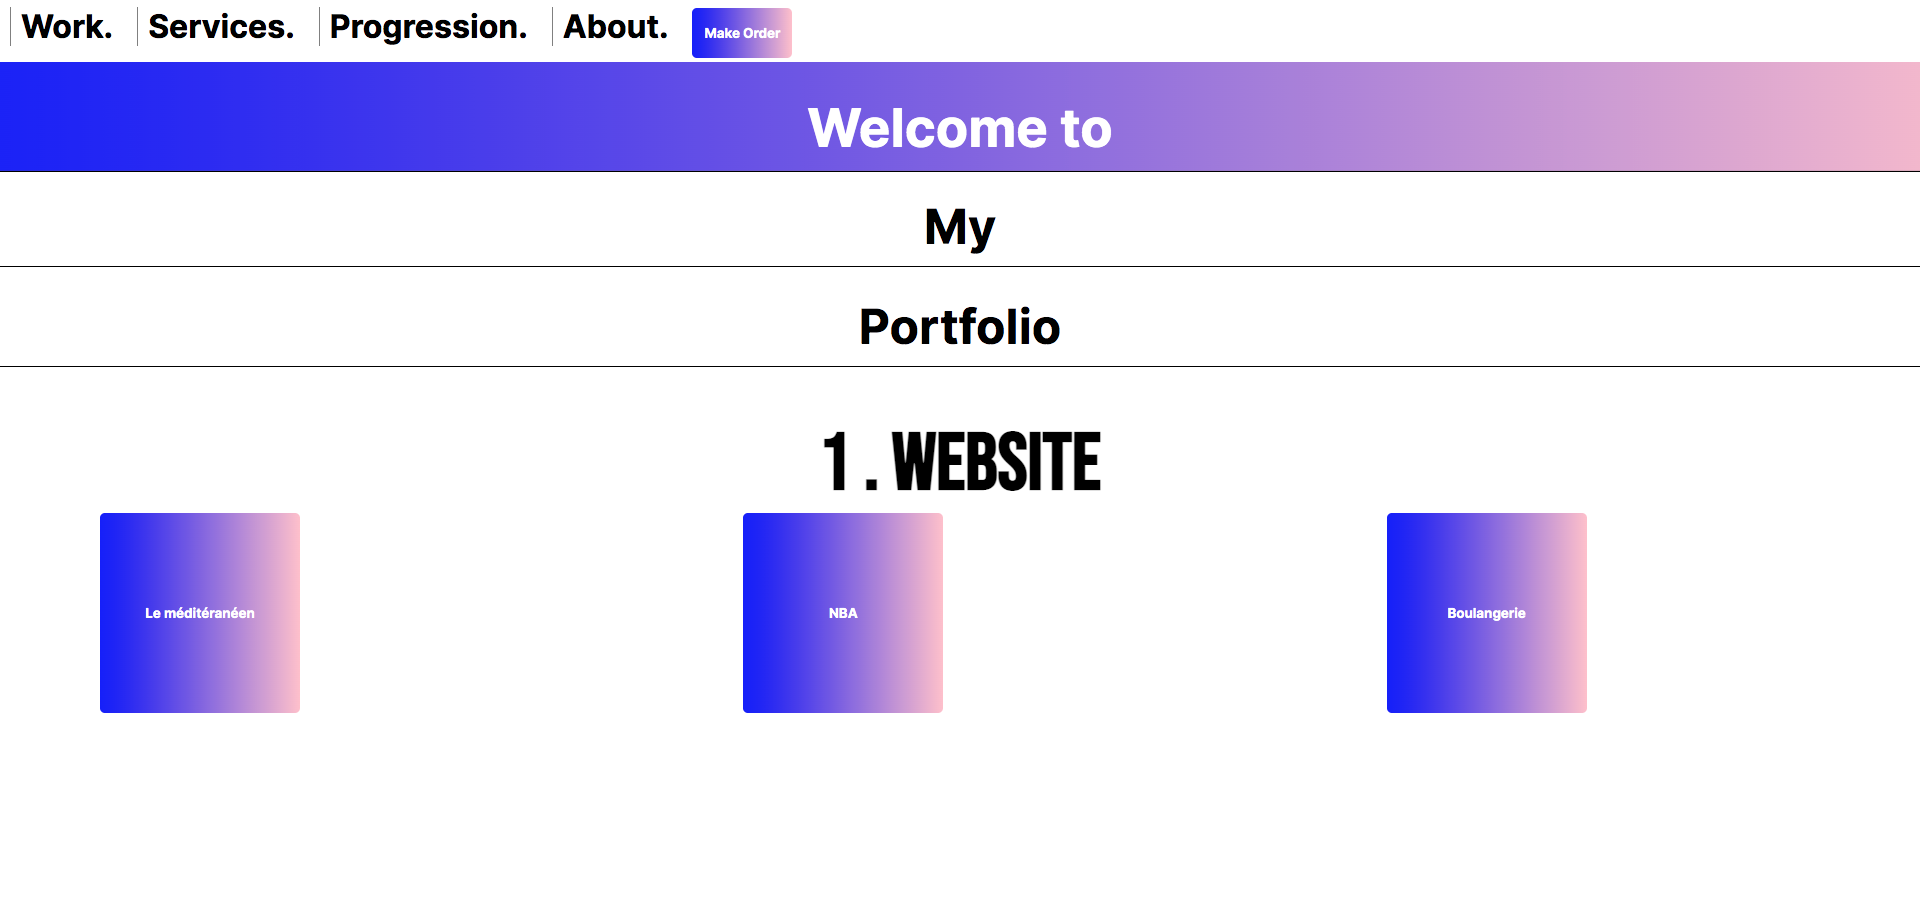 Work. Services. Progression. About. Make Order
Welcome to
My
Portfolio
1. WEBSITE
Le méditéranéen NBA Boulangerie